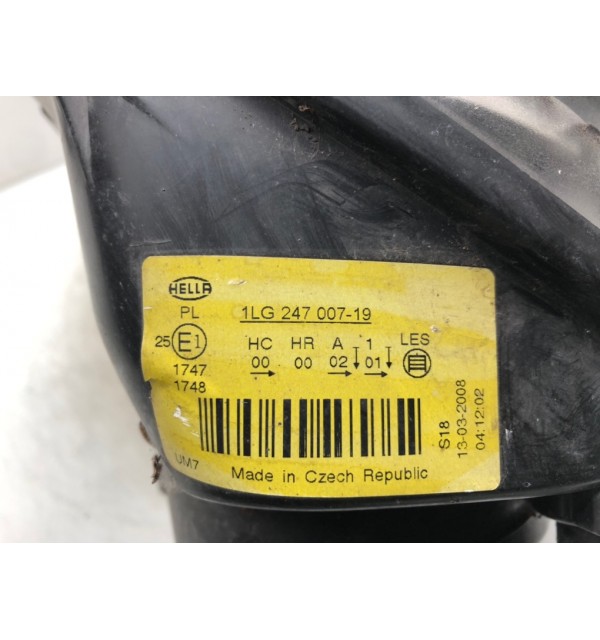 HELLA
PL 1LG 247 007-19
25 E1 HC HR A 1 LES
00 00 02 01
1747
1748
UM7 Made in Czech Republic
S18
13-03-2008
04:12:02